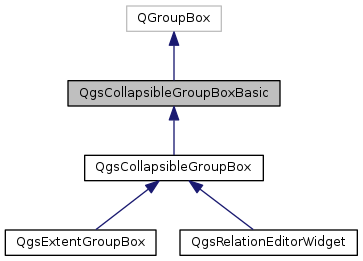 QGroupBox
QgsCollapsibleGroupBoxBasic
QgsCollapsibleGroupBox
QgsExtentGroupBox
QgsRelationEditorWidget